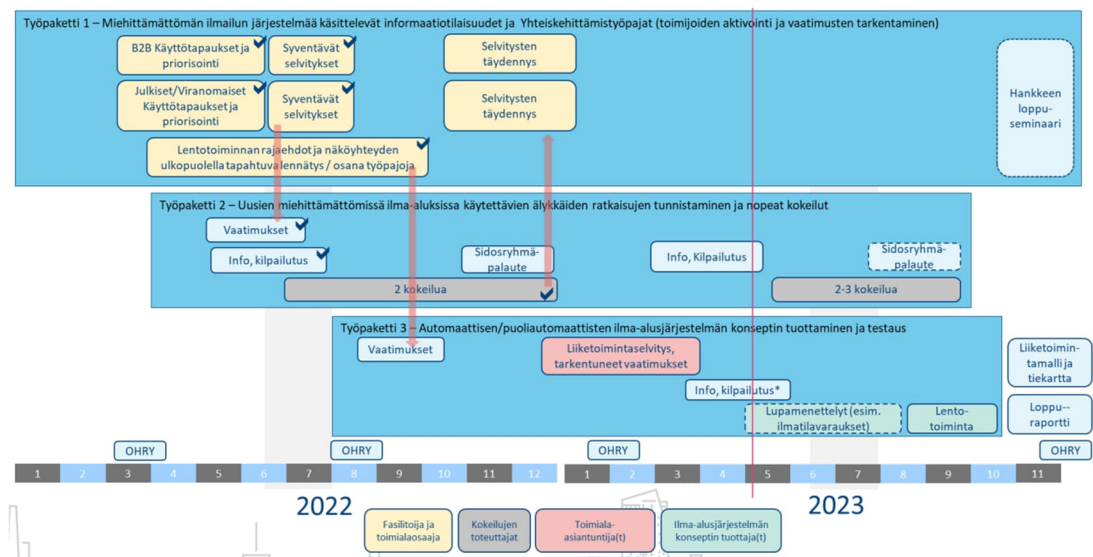 Työpaketti 1 – Miehittämättömän ilmailun järjestelmää käsittelevät informaatiotilaisuudet ja Yhteiskehittämistyöpajat (toimijoiden aktivointi ja vaatimusten tarkentaminen)
B2B Käyttötapaukset ja
priorisointi
Syventävät
selvitykset
Selvitysten
täydennys
Julkiset/Viranomaiset
Käyttötapaukset ja
priorisointi
Syventävät
selvitykset
Selvitysten
täydennys
Hankkeen
loppu-
seminaari
Lentotoiminnan rajaehdot ja näköyhteyden
ulkopuolella tapahtuva lennätys / osana työpajoja
Työpaketti 2 – Uusien miehittämättömissä ilma-aluksissa käytettävien älykkäiden ratkaisujen tunnistaminen ja nopeat kokeilut
Vaatimukset
Info, kilpailutus
Sidosryhmä-
palaute
Info, Kilpailutus
Sidosryhmä-
palaute
2 kokeilua
2-3 kokeilua
Työpaketti 3 – Automaattisen/puoliautomaattisten ilma-alusjärjestelmän konseptin tuottaminen ja testaus
Vaatimukset
Liiketoimintaselvitys,
tarkentuneet vaatimukset
Info, kilpailutus*
Lupamenettelyt (esim.
ilmatilavaraukset)
Lento-
toiminta
Liiketoimin-
tamalli ja
tiekartta
Loppu--
raportti
OHRY
OHRY
OHRY
OHRY
1 2 3 4 5 6 7 8 9 10 11 12 1 2 3 4 5 6 7 8 9 10 11
2022
2023
Fasilitoija ja
toimialaosaaja
Kokeilujen
toteuttajat
Toimiala-
asiantuntija(t)
Ilma-alusjärjestelmän
konseptin tuottaja(t)